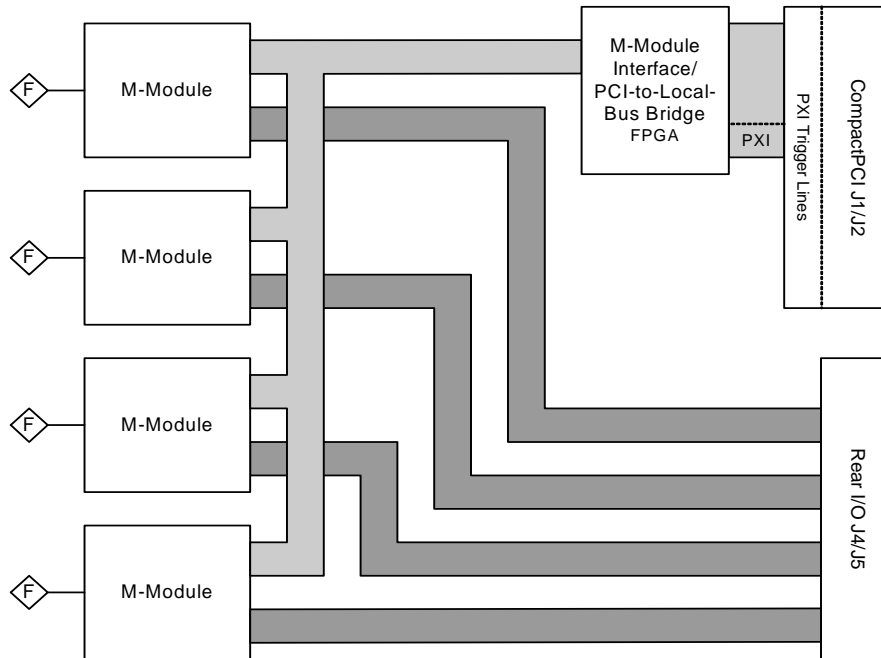 F
M-Module
M-Module
Interface/
PCI-to-Local-
Bus Bridge
FPGA
PXI
PXI Trigger Lines
CompactPCI J1/J2
F
M-Module
F
M-Module
Rear I/O J4/J5
F
M-Module